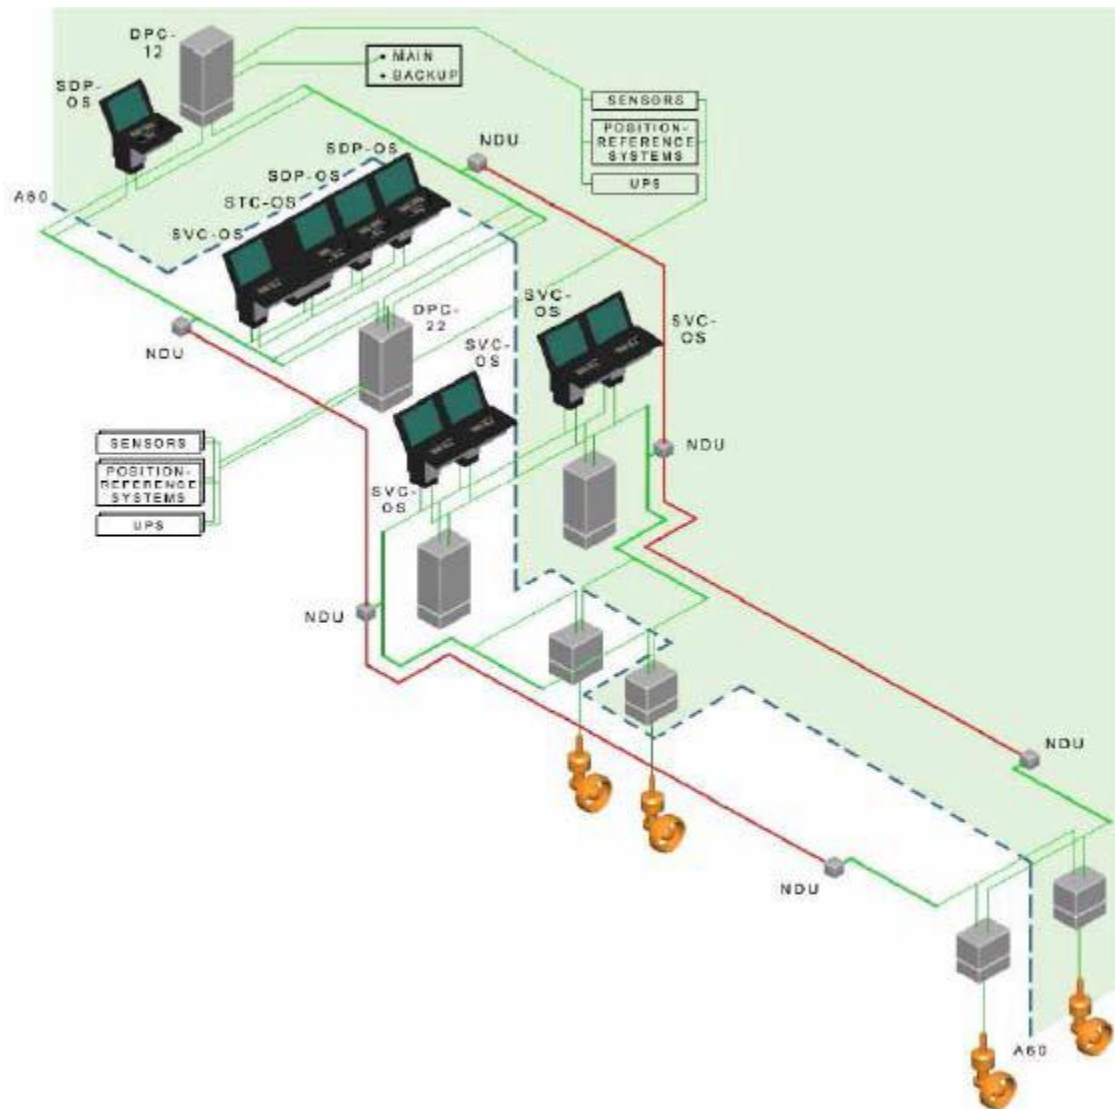 DPC-
12
• MAIN
• BACKUP
SDP-
OS
SENSORS
POSITION-
REFERENCE
SYSTEMS
UPS
NDU
SDP-OS
SDP-OS
STC-OS
SVC-OS
A60
DPC-
22
SVC-
OS
SVC-
OS
SVC-
OS
NDU
SENSORS
POSITION-
REFERENCE
SYSTEMS
UPS
SVC-
OS
NDU
NDU
NDU
NDU
A60